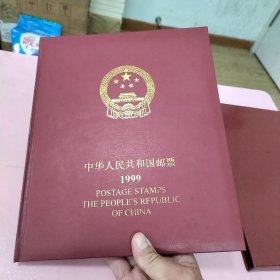 中华人民共和国邮票
1999
POSTAGE STAMPS
THE PEOPLE'S REPUBLIC
OF CHINA